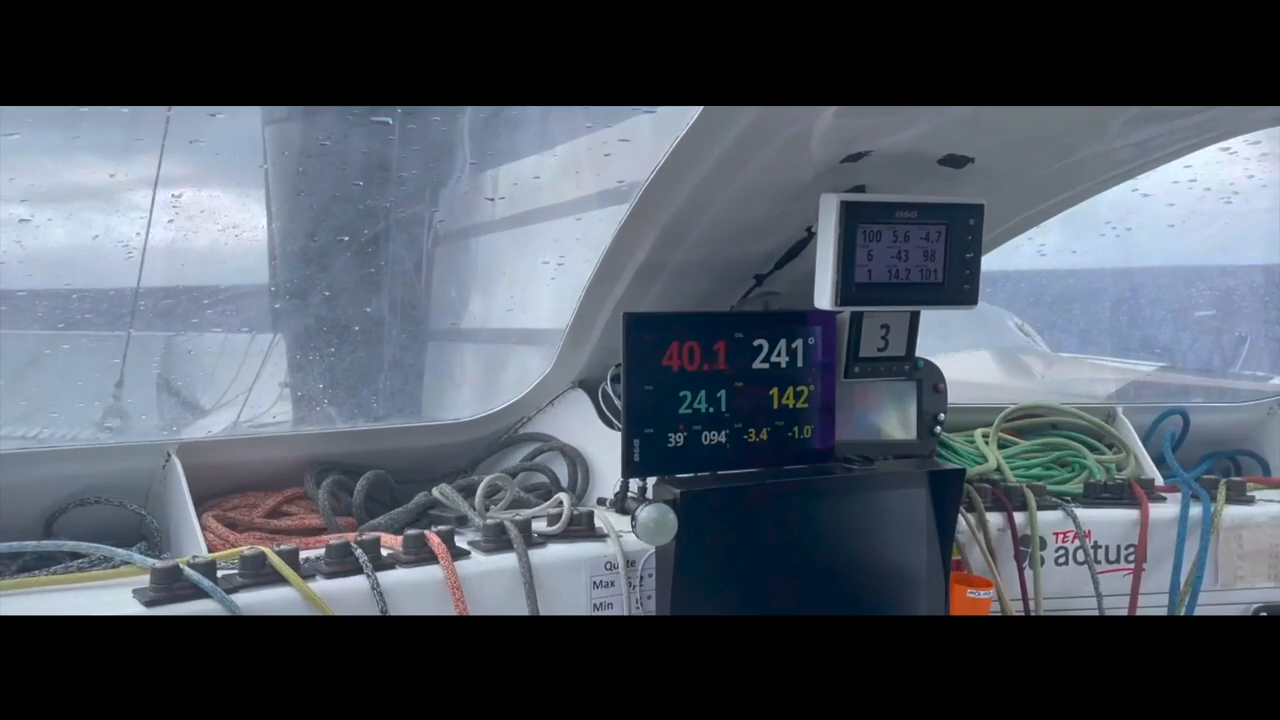 B&G
100 5.6 -4.7
6 -43 98
1 14.2 101
3
40.1 241°
24.1 142°
39° 094° -3.4° -1.0°
B&G
TEAM
actual
Max
Min